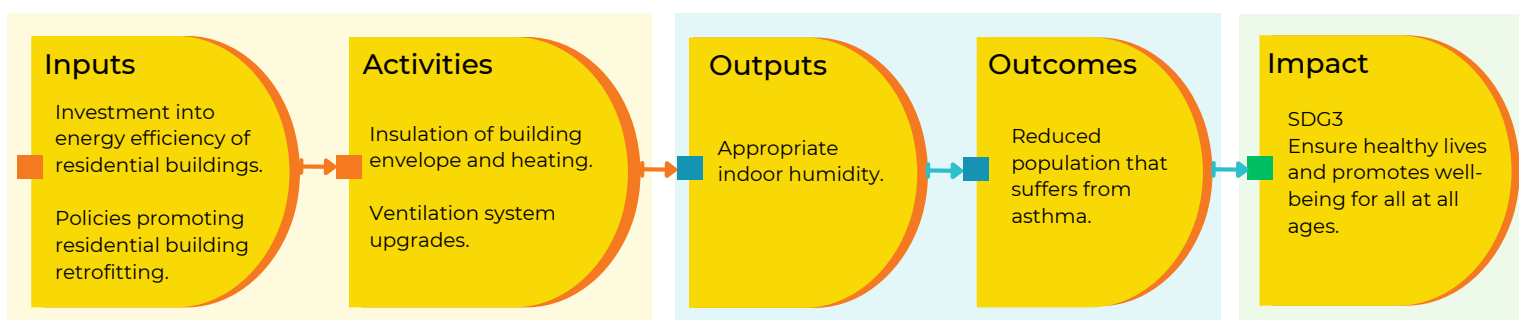 Inputs
Investment into
energy efficiency of
residential buildings.
Policies promoting
residential building
retrofitting.
Activities
Insulation of building
envelope and heating.
Ventilation system
upgrades.
Outputs
Appropriate
indoor humidity.
Outcomes
Reduced
population that
suffers from
asthma.
Impact
SDG3
Ensure healthy lives
and promotes well-
being for all at all
ages.